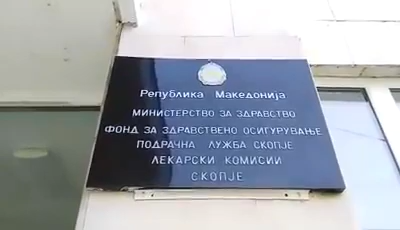 Република Македонија
МИНИСТЕРСТВО ЗА ЗДРАВСТВО
ФОНД ЗА ЗДРАВСТВЕНО ОСИГУРУВАЊЕ
ПОДРАЧНА ЛУЖБА СКОПЈЕ
ЛЕКАРСКИ КОМИСИИ
СКОПЈЕ